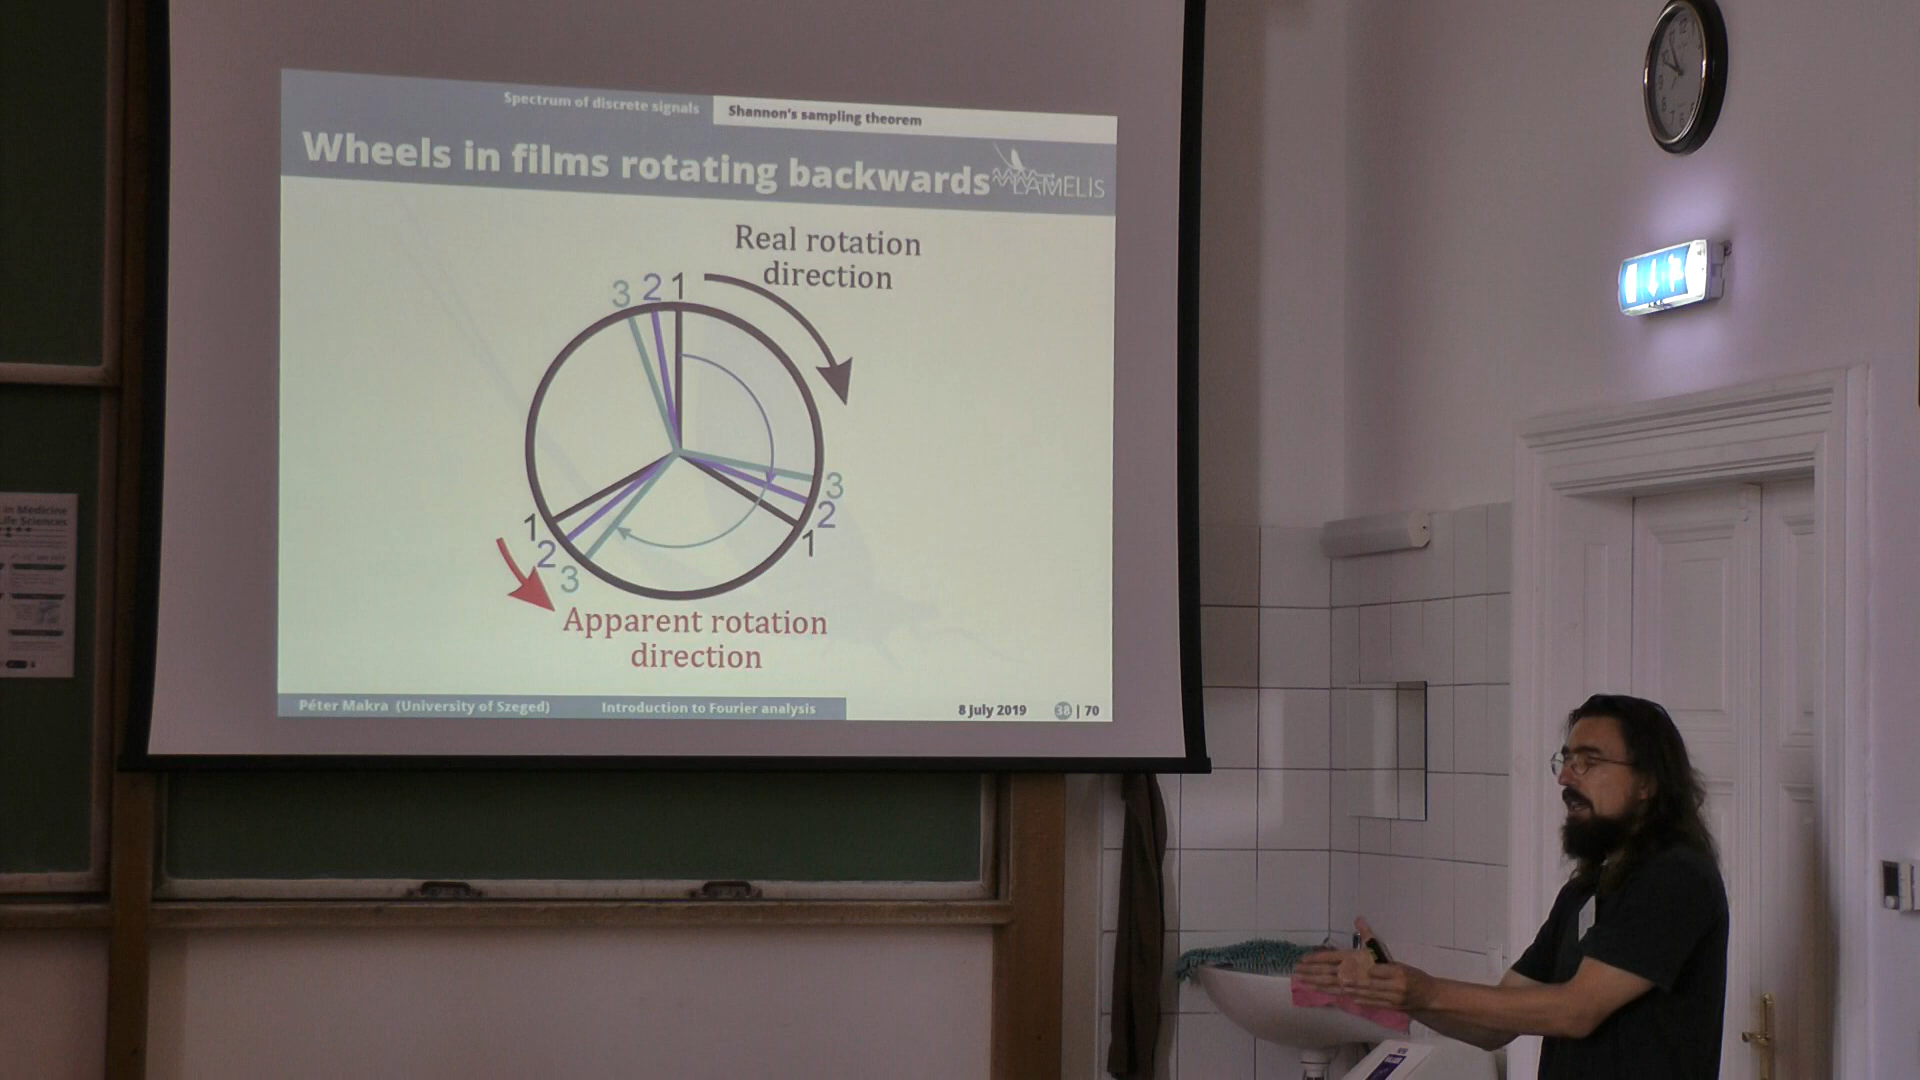 Spectrum of discrete signals
Shannon's sampling theorem
Wheels in films rotating backwards
LAMELIS
Real rotation
direction
3 2 1
3
2
1
1
2
3
Apparent rotation
direction
Péter Makra (University of Szeged)
Introduction to Fourier analysis
8 July 2019
38 | 70
in Medicine
Life Sciences